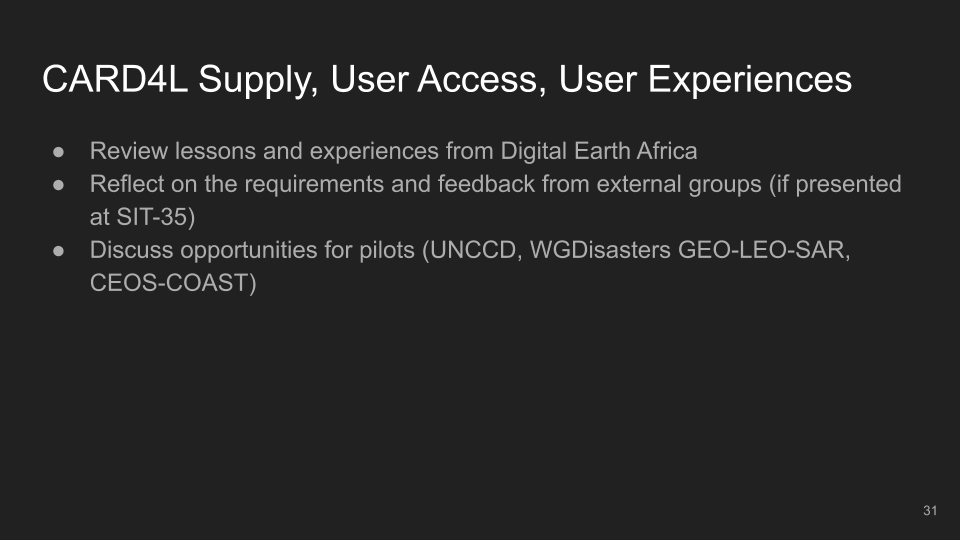 CARD4L Supply, User Access, User Experiences
● Review lessons and experiences from Digital Earth Africa
● Reflect on the requirements and feedback from external groups (if presented
at SIT-35)
● Discuss opportunities for pilots (UNCCD, WGDisasters GEO-LEO-SAR,
CEOS-COAST)
31